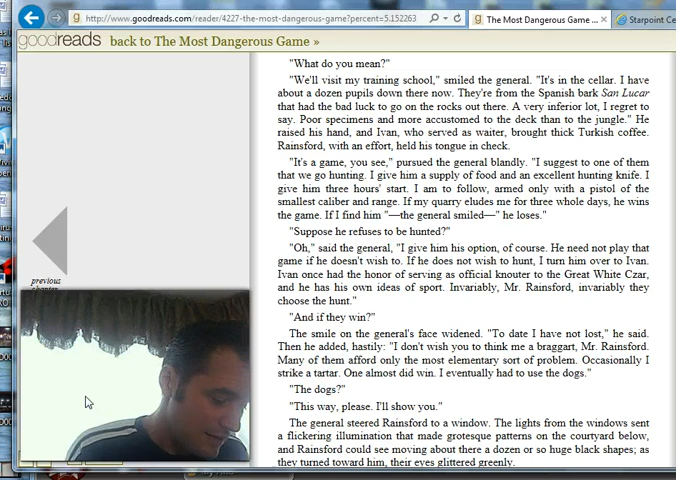 http://www.goodreads.com/reader/4227-the-most-dangerous-game?percent=5.152263
The Most Dangerous Game ...
Starpoint Ce
goodreads back to The Most Dangerous Game »
"What do you mean?"
"We'll visit my training school," smiled the general. "It's in the cellar. I have
about a dozen pupils down there now. They're from the Spanish bark San Lucar
that had the bad luck to go on the rocks out there. A very inferior lot, I regret to
say. Poor specimens and more accustomed to the deck than to the jungle." He
raised his hand, and Ivan, who served as waiter, brought thick Turkish coffee.
Rainsford, with an effort, held his tongue in check.
"It's a game, you see," pursued the general blandly. "I suggest to one of them
that we go hunting. I give him a supply of food and an excellent hunting knife. I
give him three hours' start. I am to follow, armed only with a pistol of the
smallest caliber and range. If my quarry eludes me for three whole days, he wins
the game. If I find him "—the general smiled—" he loses."
"Suppose he refuses to be hunted?"
"Oh," said the general, "I give him his option, of course. He need not play that
game if he doesn't wish to. If he does not wish to hunt, I turn him over to Ivan.
Ivan once had the honor of serving as official knouter to the Great White Czar,
and he has his own ideas of sport. Invariably, Mr. Rainsford, invariably they
choose the hunt."
"And if they win?"
The smile on the general's face widened. "To date I have not lost," he said.
Then he added, hastily: "I don't wish you to think me a braggart, Mr. Rainsford.
Many of them afford only the most elementary sort of problem. Occasionally I
strike a tartar. One almost did win. I eventually had to use the dogs."
"The dogs?"
"This way, please. I'll show you."
The general steered Rainsford to a window. The lights from the windows sent
a flickering illumination that made grotesque patterns on the courtyard below,
and Rainsford could see moving about there a dozen or so huge black shapes; as
they turned toward him, their eyes glittered greenly.
previous
chapter